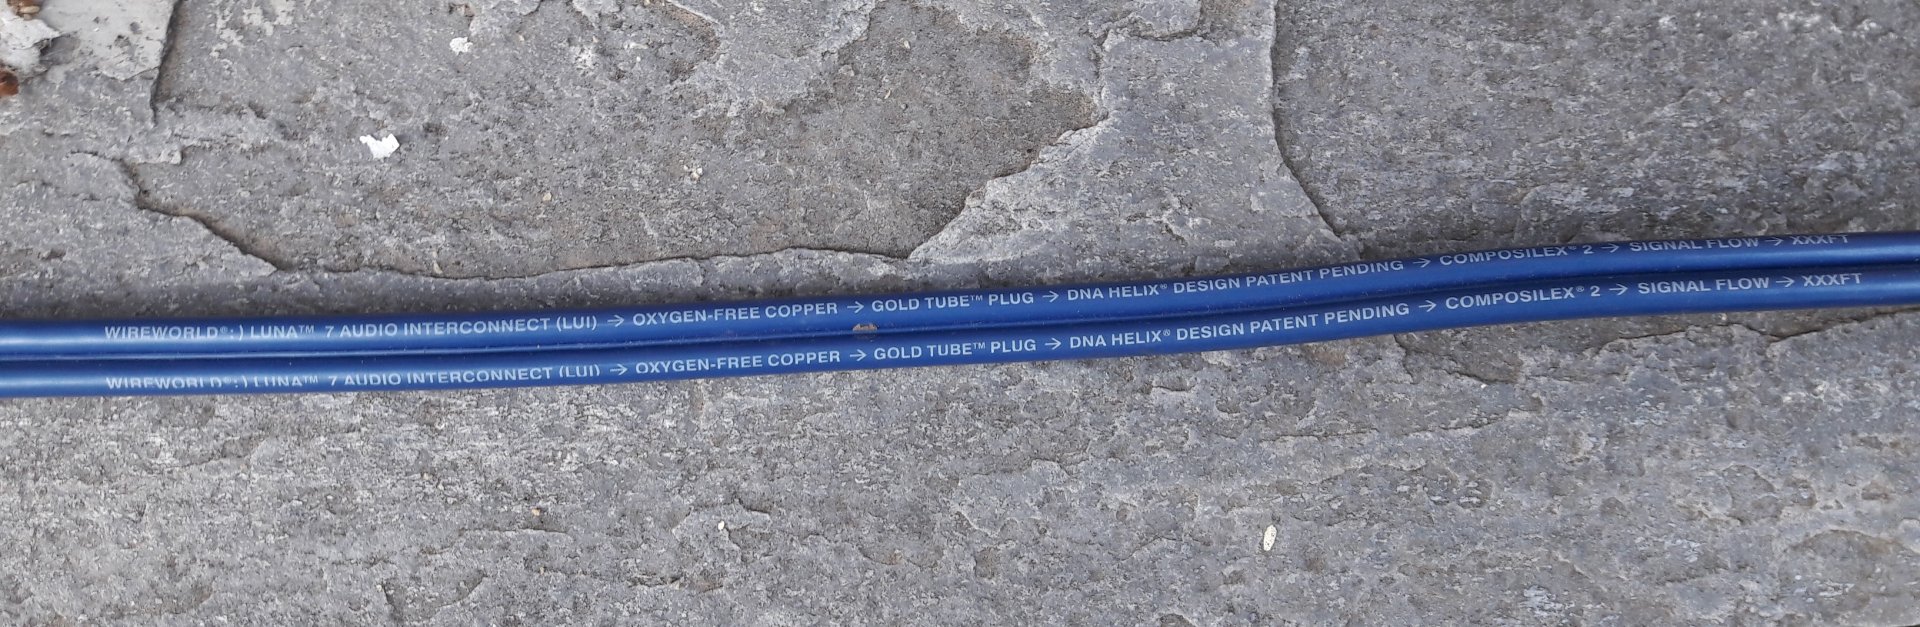 WIREWORLD®:) LUNA™ 7 AUDIO INTERCONNECT (LUI) → OXYGEN-FREE COPPER → GOLD TUBE™ PLUG → DNA HELIX® DESIGN PATENT PENDING → COMPOSILEX® 2 → SIGNAL FLOW → XXXFT
WIREWORLD®:) LUNA™ 7 AUDIO INTERCONNECT (LUI) → OXYGEN-FREE COPPER → GOLD TUBE™ PLUG → DNA HELIX® DESIGN PATENT PENDING → COMPOSILEX® 2 → SIGNAL FLOW → XXXFT